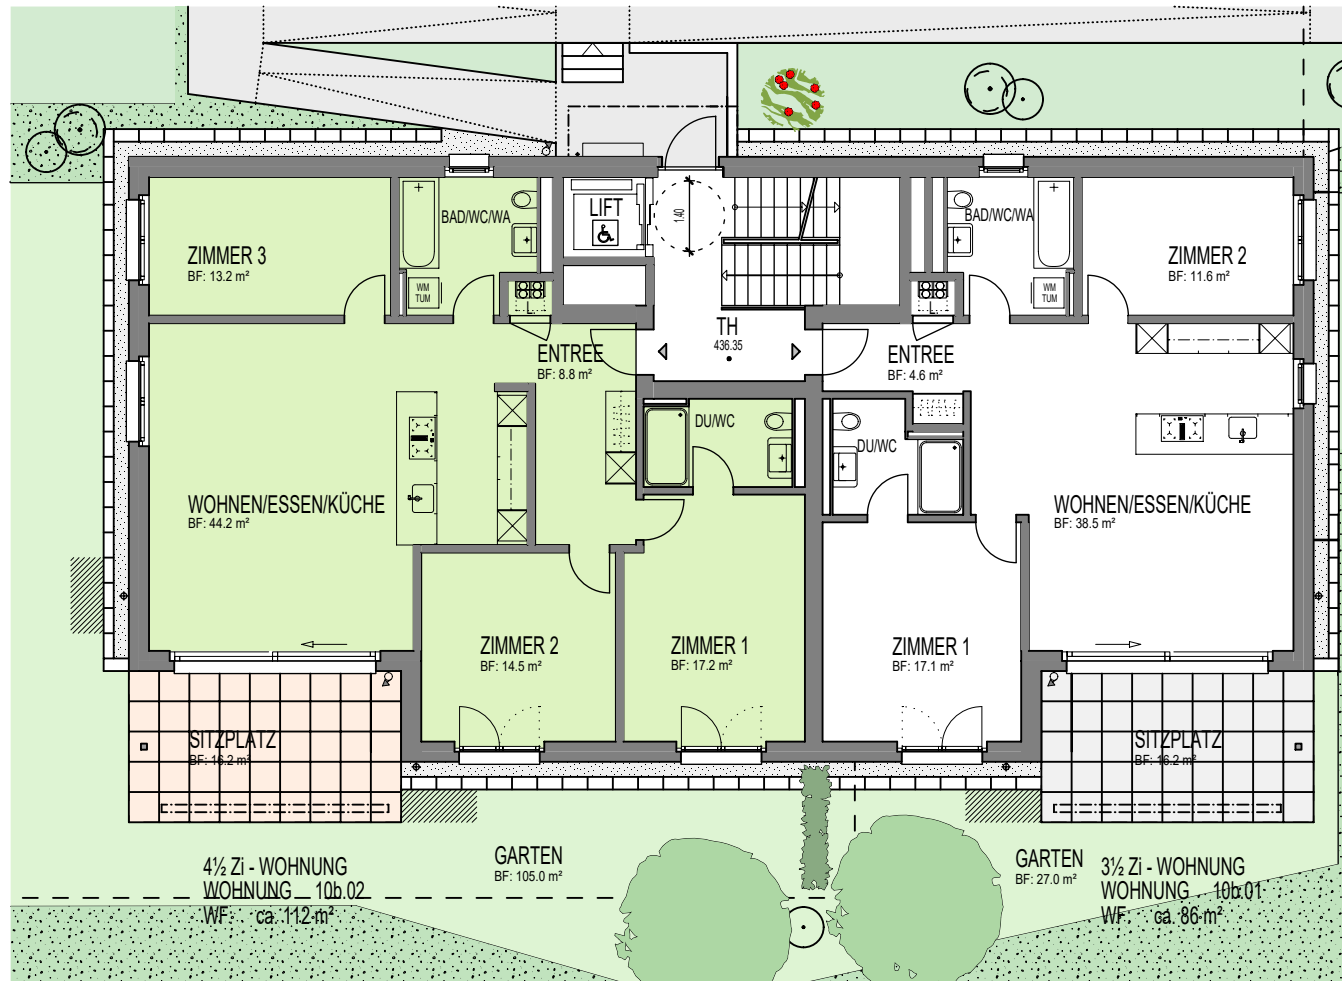 BAD/WC/WA
LIFT
1.40
BAD/WC/WA
ZIMMER 3
BF: 13.2 m²
ZIMMER 2
BF: 11.6 m²
WM
TUM
L
WM
TUM
L
TH
436.35
ENTREE
BF: 8.8 m²
ENTREE
BF: 4.6 m²
DU/WC
DU/WC
WOHNEN/ESSEN/KÜCHE
BF: 44.2 m²
WOHNEN/ESSEN/KÜCHE
BF: 38.5 m²
ZIMMER 2
BF: 14.5 m²
ZIMMER 1
BF: 17.2 m²
ZIMMER 1
BF: 17.1 m²
SITZPLATZ
BF: 16.2 m²
SITZPLATZ
BF: 16.2 m²
GARTEN
BF: 105.0 m²
GARTEN
BF: 27.0 m²
4½ Zi - WOHNUNG
WOHNUNG 10b.02
WF: ca. 112 m²
3½ Zi - WOHNUNG
WOHNUNG 10b.01
WF: ca. 86 m²